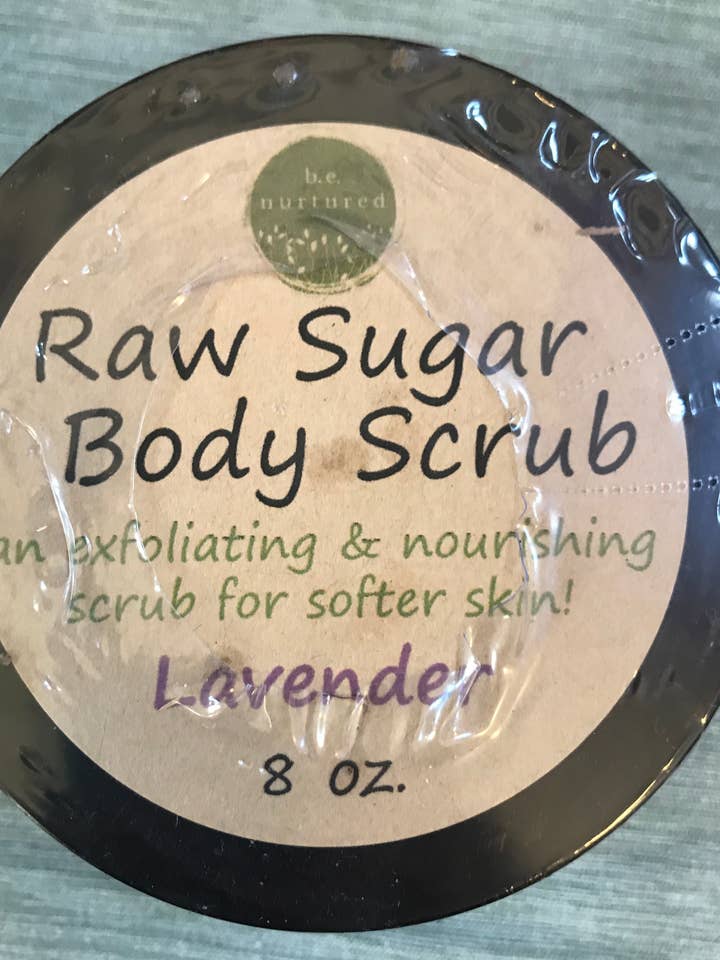 b.e.
nurtured
Raw Sugar
Body Scrub
an exfoliating & nourishing
scrub for softer skin!
Lavender
8 oz.